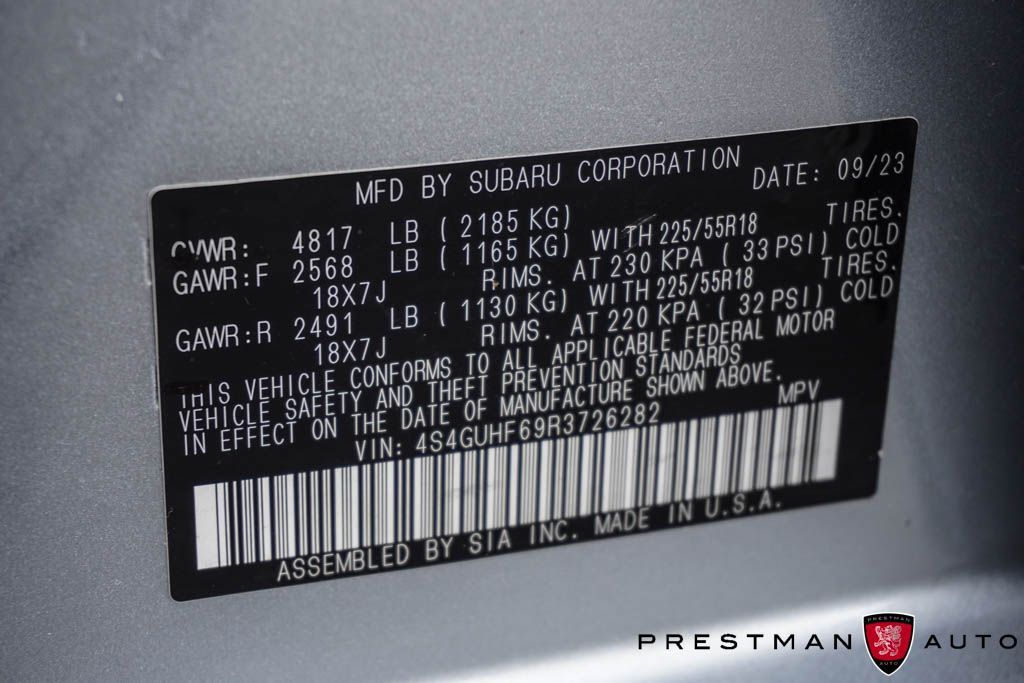 MFD BY SUBARU CORPORATION DATE: 09/23
GVWR: 4817 LB (2185 KG)
GAWR:F 2568 LB (1165 KG) WITH 225/55R18 TIRES.
18X7J RIMS. AT 230 KPA (33 PSI) COLD
GAWR:R 2491 LB (1130 KG) WITH 225/55R18 TIRES.
18X7J RIMS. AT 220 KPA (32 PSI) COLD
THIS VEHICLE CONFORMS TO ALL APPLICABLE FEDERAL MOTOR
VEHICLE SAFETY AND THEFT PREVENTION STANDARDS
IN EFFECT ON THE DATE OF MANUFACTURE SHOWN ABOVE.
VIN: 4S4GUHF69R3726282 MPV
ASSEMBLED BY SIA INC. MADE IN U.S.A.
PRESTMAN AUTO
PRESTMAN
AUTO